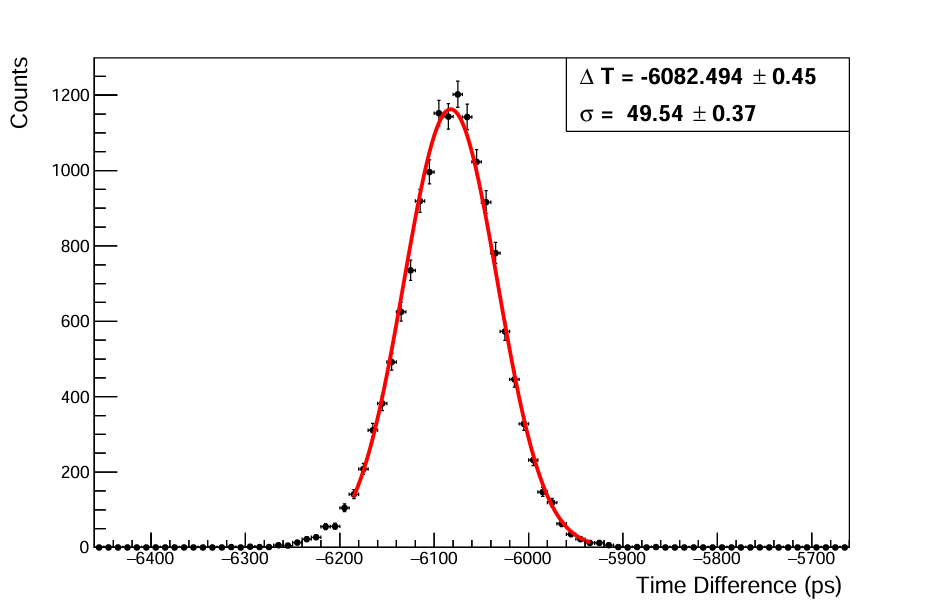 Counts
Δ T = -6082.494 ± 0.45
σ = 49.54 ± 0.37
1200
1000
800
600
400
200
0
−6400 −6300 −6200 −6100 −6000 −5900 −5800 −5700
Time Difference (ps)